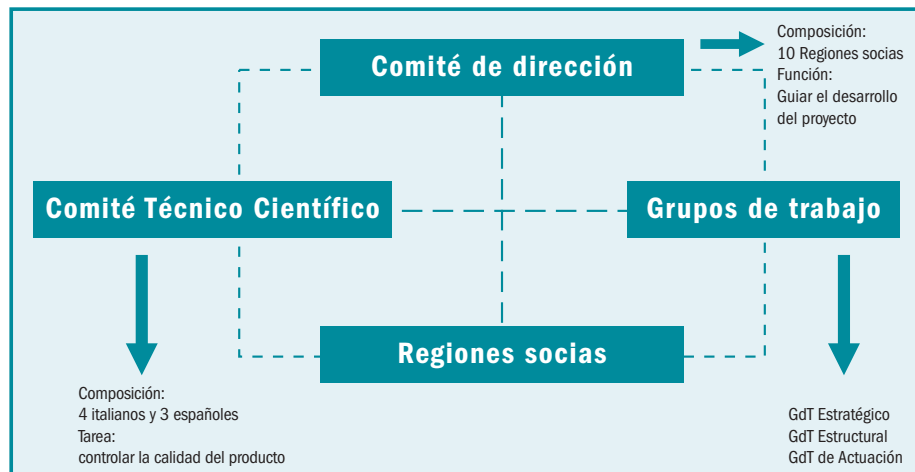 Comité de dirección
Composición:
10 Regiones socias
Función:
Guiar el desarrollo
del proyecto
Comité Técnico Científico
Grupos de trabajo
Regiones socias
Composición:
4 italianos y 3 españoles
Tarea:
controlar la calidad del producto
GdT Estratégico
GdT Estructural
GdT de Actuación